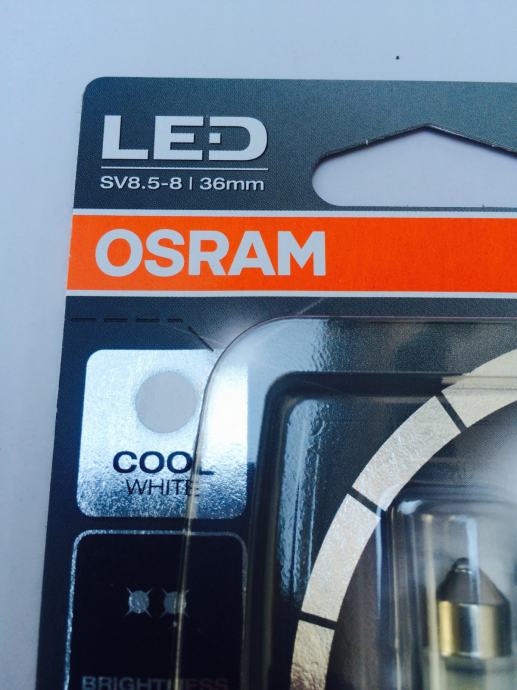 LED
SV8.5-8 | 36mm
OSRAM
COOL
WHITE
BRIGHTNESS